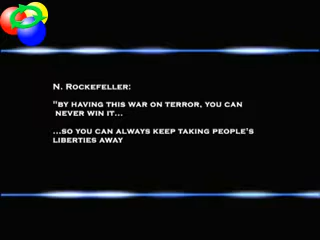 N. Rockefeller:
"by having this war on terror, you can
never win it...
...so you can always keep taking people's
liberties away